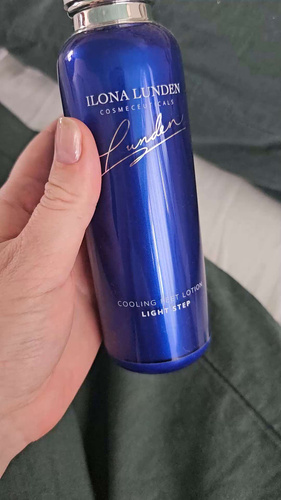 ILONA LUNDEN
COSMECEUTICALS
Lunden
COOLING FOOT LOTION
LIGHT STEP